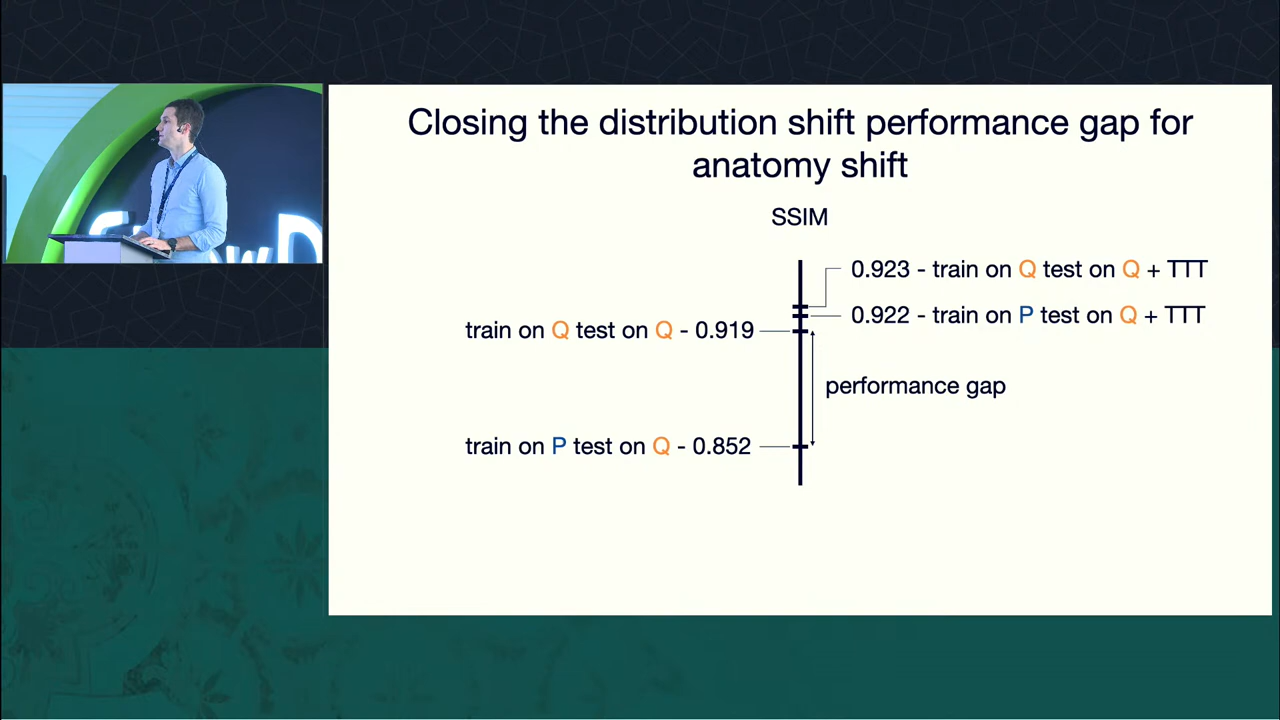 Closing the distribution shift performance gap for
anatomy shift
SSIM
0.923 - train on Q test on Q + TTT
0.922 - train on P test on Q + TTT
train on Q test on Q - 0.919
performance gap
train on P test on Q - 0.852